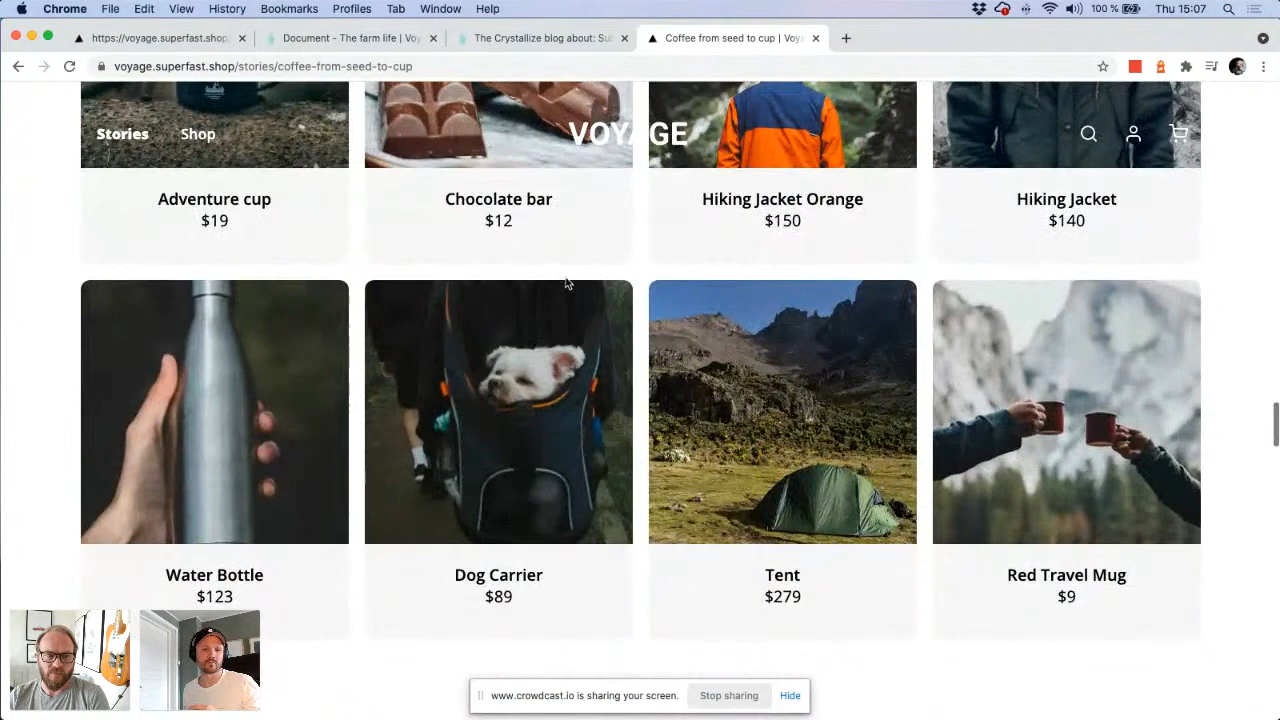 Chrome File Edit View History Bookmarks Profiles Tab Window Help 100 % Thu 15:07
https://voyage.superfast.shop. Document - The farm life | Voy The Crystallize blog about: Su Coffee from seed to cup | Voya
voyage.superfast.shop/stories/coffee-from-seed-to-cup
Stories Shop VOYAGE
Adventure cup Chocolate bar Hiking Jacket Orange Hiking Jacket
$19 $12 $150 $140
Water Bottle Dog Carrier Tent Red Travel Mug
$123 $89 $279 $9
www.crowdcast.io is sharing your screen. Stop sharing Hide